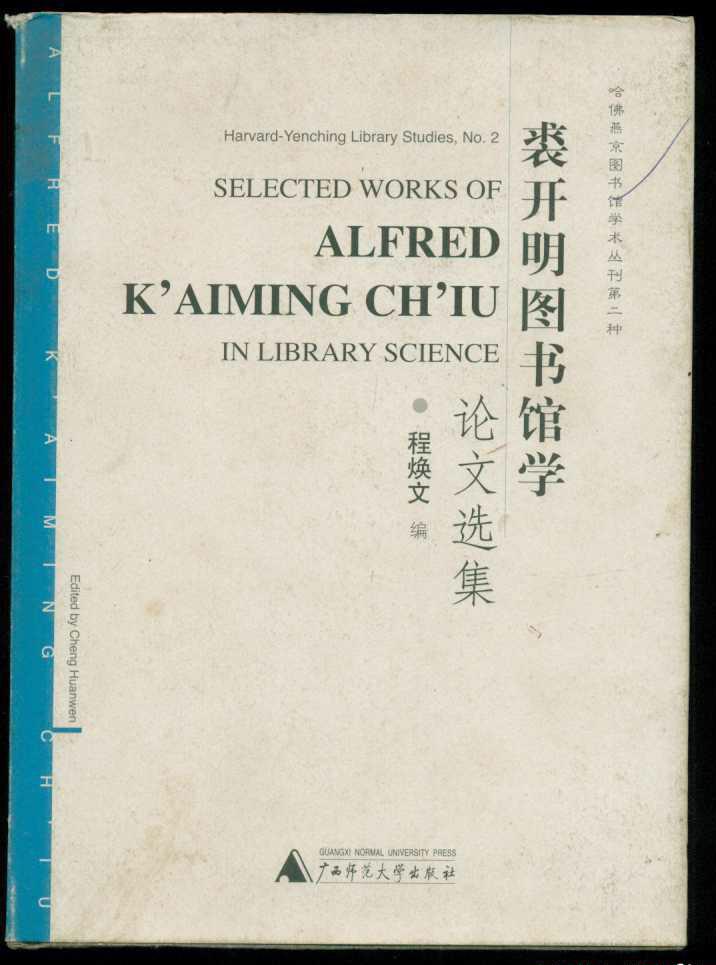 哈佛燕京图书馆学术丛刊第二种
Harvard-Yenching Library Studies, No. 2
SELECTED WORKS OF
ALFRED
K’AIMING CH’IU
IN LIBRARY SCIENCE
裘开明图书馆学
论文选集
程焕文 编
Edited by Cheng Huanwen
ALFRED K’AIMING CH’IU
GUANGXI NORMAL UNIVERSITY PRESS
广西师范大学出版社